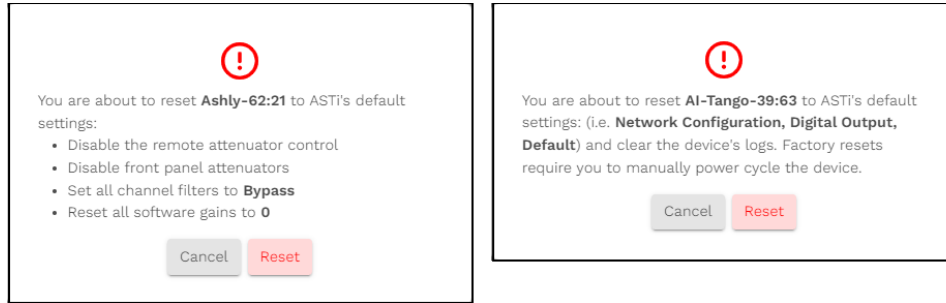 You are about to reset Ashly-62:21 to ASTi's default
settings:
• Disable the remote attenuator control
• Disable front panel attenuators
• Set all channel filters to Bypass
• Reset all software gains to 0
Cancel Reset
You are about to reset AI-Tango-39:63 to ASTi's default
settings: (i.e. Network Configuration, Digital Output,
Default) and clear the device's logs. Factory resets
require you to manually power cycle the device.
Cancel Reset